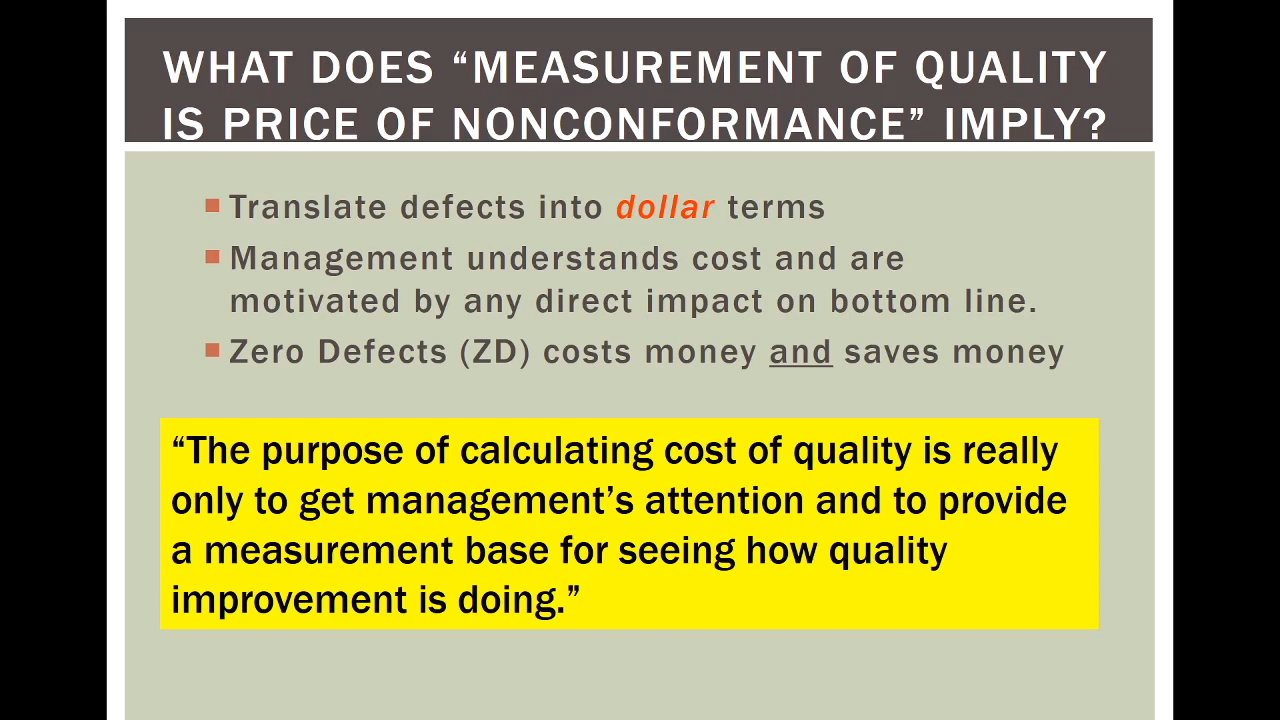 WHAT DOES “MEASUREMENT OF QUALITY
IS PRICE OF NONCONFORMANCE” IMPLY?
Translate defects into dollar terms
Management understands cost and are
motivated by any direct impact on bottom line.
Zero Defects (ZD) costs money and saves money
“The purpose of calculating cost of quality is really
only to get management’s attention and to provide
a measurement base for seeing how quality
improvement is doing.”